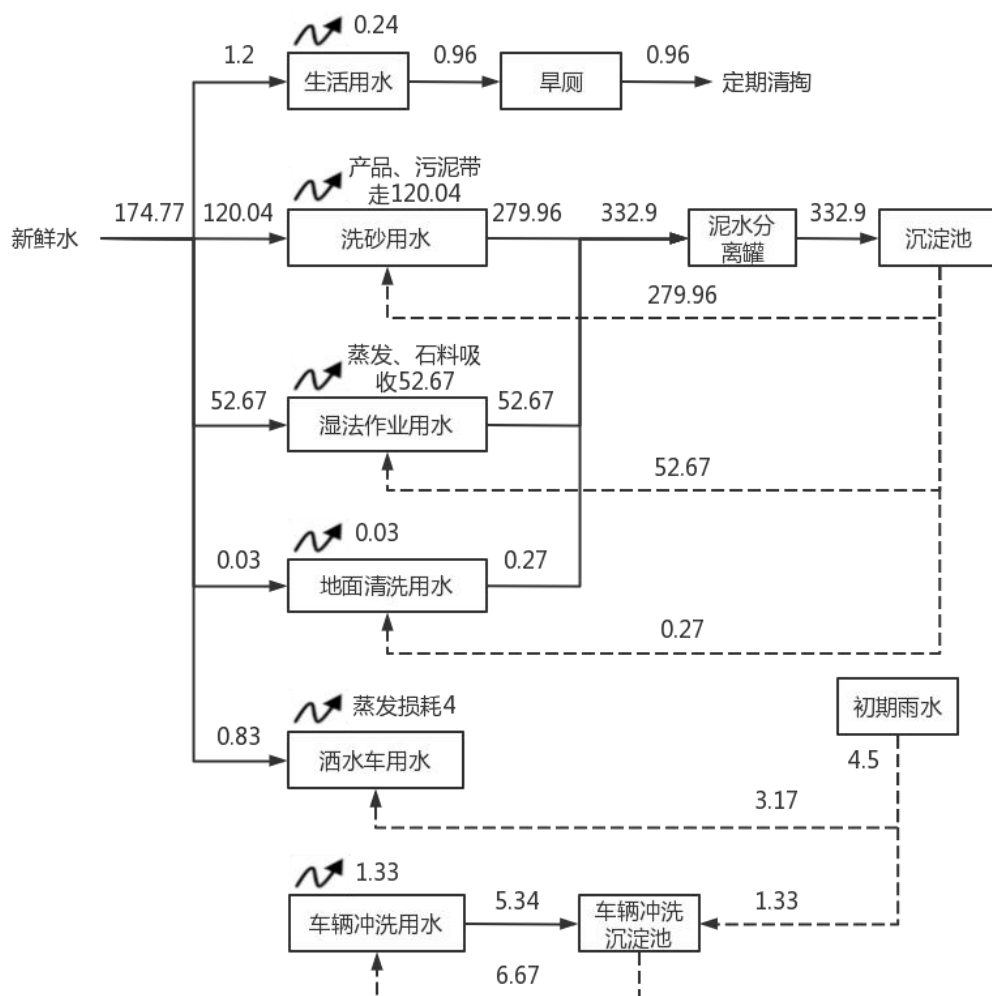 0.24
1.2
生活用水
0.96
旱厕
0.96
定期清掏
产品、污泥带
走120.04
新鲜水
174.77
120.04
洗砂用水
279.96
332.9
泥水分
离罐
332.9
沉淀池
279.96
蒸发、石料吸
收52.67
52.67
湿法作业用水
52.67
52.67
0.03
0.03
地面清洗用水
0.27
0.27
初期雨水
蒸发损耗4
0.83
洒水车用水
4.5
3.17
1.33
车辆冲洗用水
5.34
车辆冲洗
沉淀池
1.33
6.67